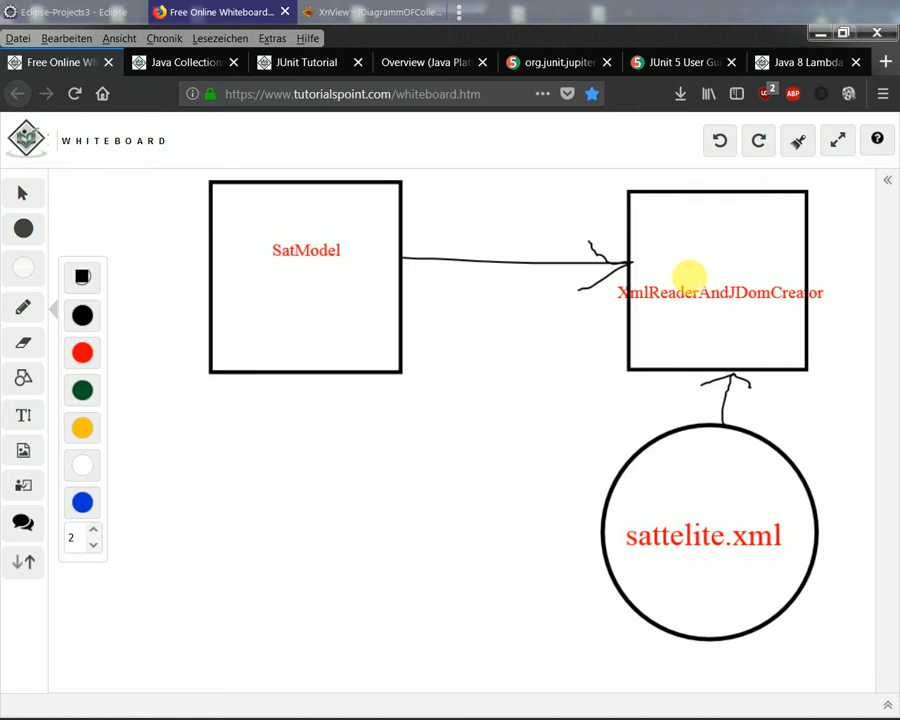 Eclipse-Projects3 - Eclipse
Free Online Whiteboard...
XnView - [DiagrammOFColle...
Datei Bearbeiten Ansicht Chronik Lesezeichen Extras Hilfe
Free Online Wh
Java Collection
JUnit Tutorial
Overview (Java Plat
org.junit.jupiter
JUnit 5 User Gui
Java 8 Lambda
https://www.tutorialspoint.com/whiteboard.htm
2
ABP
WHITEBOARD
SatModel
XmlReaderAndJDomCreator
sattelite.xml
T
2